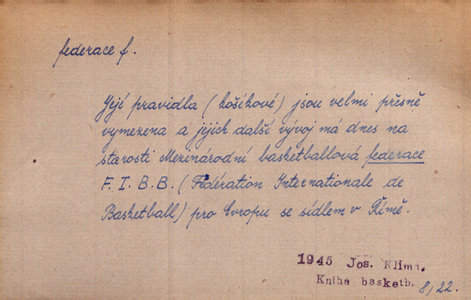 federace f.
Její pravidla (košíkové) jsou velmi přesně
vymezena a jejich další vývoj má dnes na
starosti Mezinárodní basketballová federace
F. I. B. B. (Fédération Internationale de
Basketball) pro Evropu se sídlem v Římě.
1945 Jos. Klíma,
Kniha basketb. 8/22.